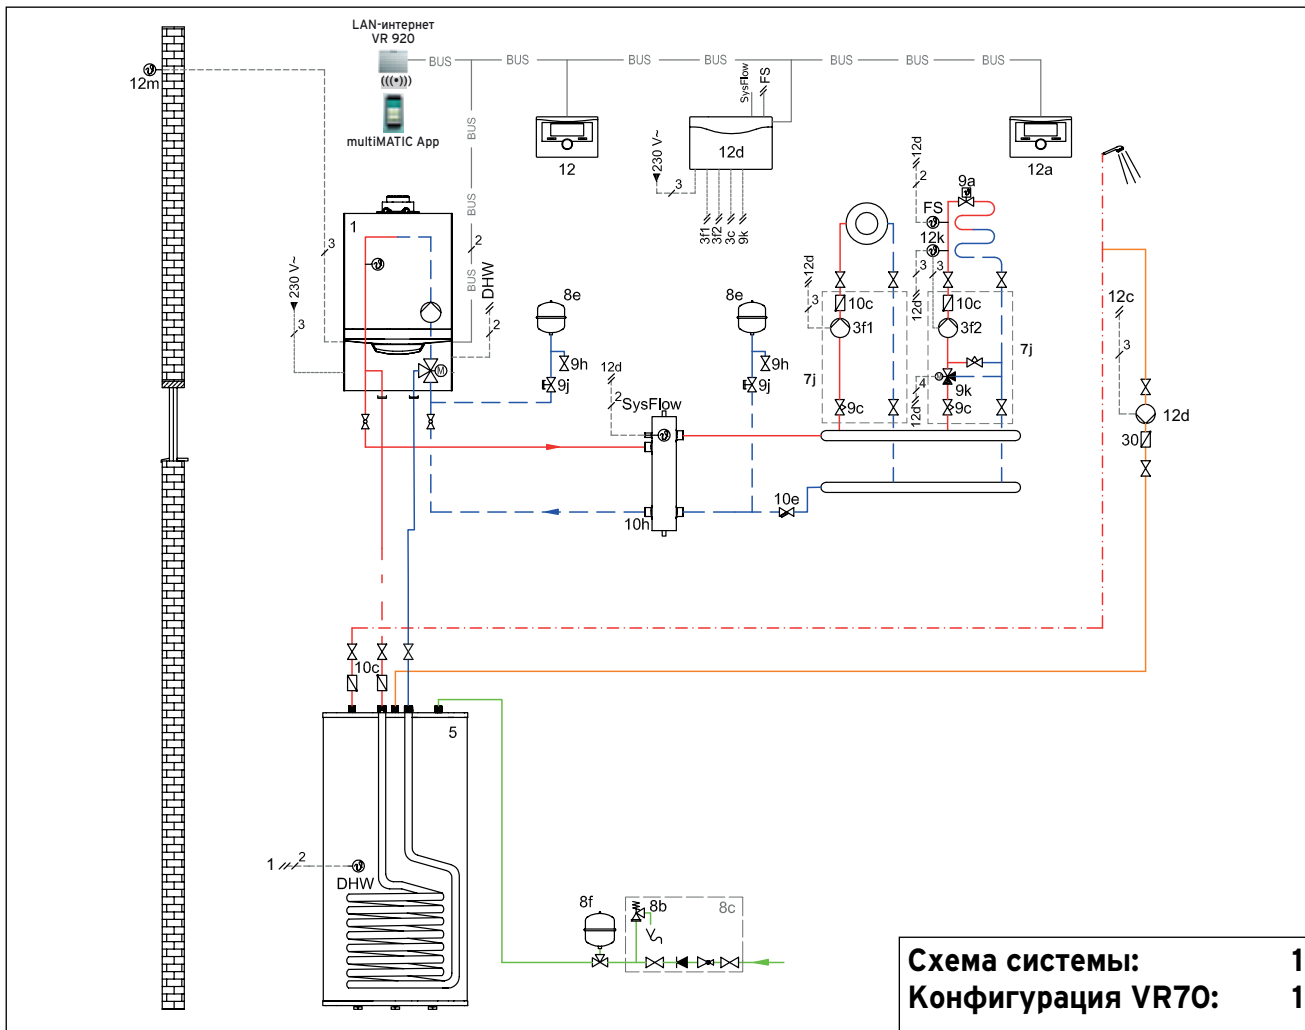 LAN-интернет
VR 920
multiMATIC App
BUS BUS BUS BUS BUS BUS BUS
12m
BUS
BUS
12
SysFlow
FS
12d
12a
230 V~
3
3f1
3f2
3c
9k
12d
2
9a
FS
12k
3
3
12d
1
3
230 V~
3
2
DHW
2
M
8e
9h
9j
8e
9h
9j
12d
3
10c
3f1
7j
9c
10c
3f2
7j
M
4
12d
9k
9c
12d
2
SysFlow
10h
10e
12c
3
12d
30
10c
5
1
2
DHW
8f
8b
8c
Схема системы: 1
Конфигурация VR70: 1